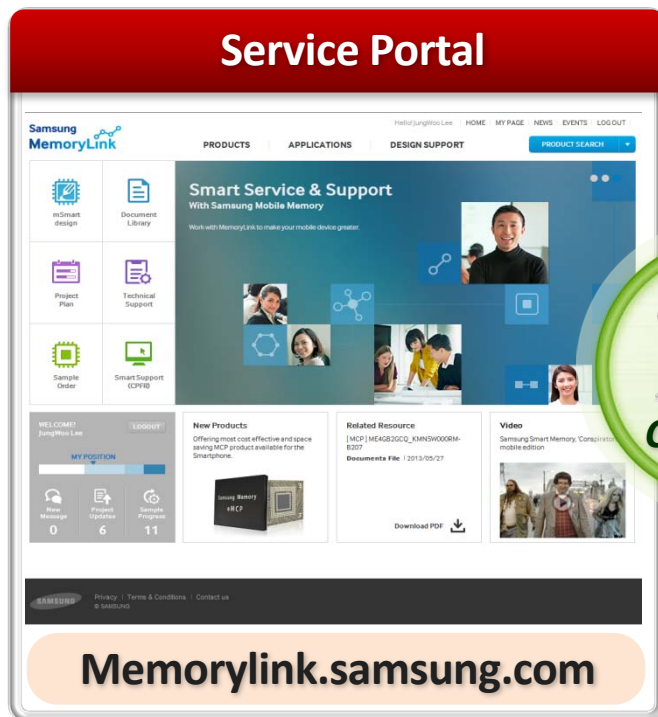 Service Portal
Samsung
MemoryLink
Hello! JungWoo Lee | HOME | MY PAGE | NEWS | EVENTS | LOGOUT
PRODUCTS | APPLICATIONS | DESIGN SUPPORT
PRODUCT SEARCH
mSmart
design
Document
Library
Project
Plan
Technical
Support
Sample
Order
Smart Support
(CPFR)
Smart Service & Support
With Samsung Mobile Memory
Work with MemoryLink to make your mobile device greater.
WELCOME!
JungWoo Lee
LOGOUT
MY POSITION
New
Message
0
Project
Updates
6
Sample
Progress
11
New Products
Offering most cost effective and space
saving MCP product available for the
Smartphone.
Samsung Memory
eMCP
Related Resource
[MCP] ME4GB2GCQ_KMN5W000RM-
B207
Documents File | 2013/05/27
Download PDF
Video
Samsung Smart Memory, 'Conspirator
mobile edition
SAMSUNG
Privacy | Terms & Conditions | Contact us
© SAMSUNG
Memorylink.samsung.com